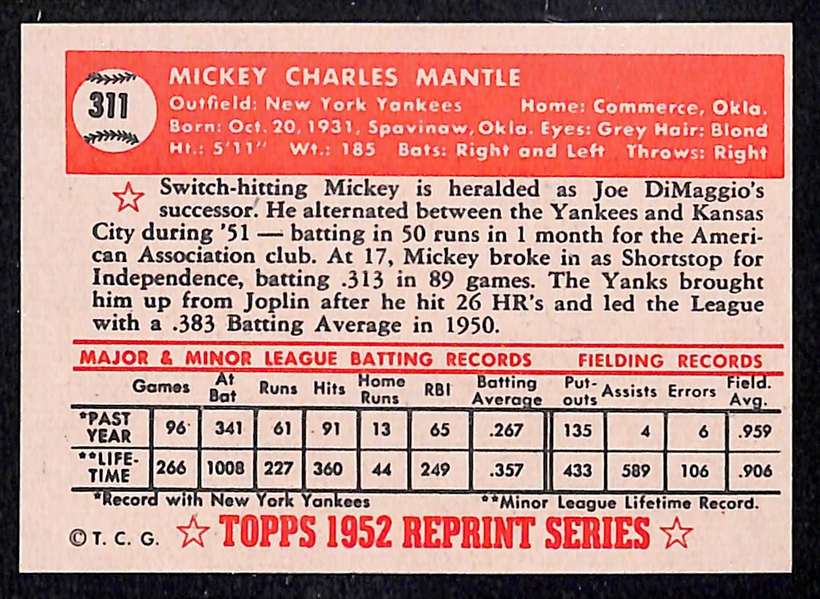 311
MICKEY CHARLES MANTLE
Outfield: New York Yankees Home: Commerce, Okla.
Born: Oct. 20, 1931, Spavinaw, Okla. Eyes: Grey Hair: Blond
Ht.: 5'11" Wt.: 185 Bats: Right and Left Throws: Right
Switch-hitting Mickey is heralded as Joe DiMaggio's
successor. He alternated between the Yankees and Kansas
City during '51 — batting in 50 runs in 1 month for the Ameri-
can Association club. At 17, Mickey broke in as Shortstop for
Independence, batting .313 in 89 games. The Yanks brought
him up from Joplin after he hit 26 HR's and led the League
with a .383 Batting Average in 1950.
MAJOR & MINOR LEAGUE BATTING RECORDS FIELDING RECORDS
Games At Bat Runs Hits Home Runs RBI Batting Average Put-outs Assists Errors Field. Avg.
*PAST YEAR 96 341 61 91 13 65 .267 135 4 6 .959
**LIFE-TIME 266 1008 227 360 44 249 .357 433 589 106 .906
*Record with New York Yankees **Minor League Lifetime Record.
© T. C. G. ☆ TOPPS 1952 REPRINT SERIES ☆